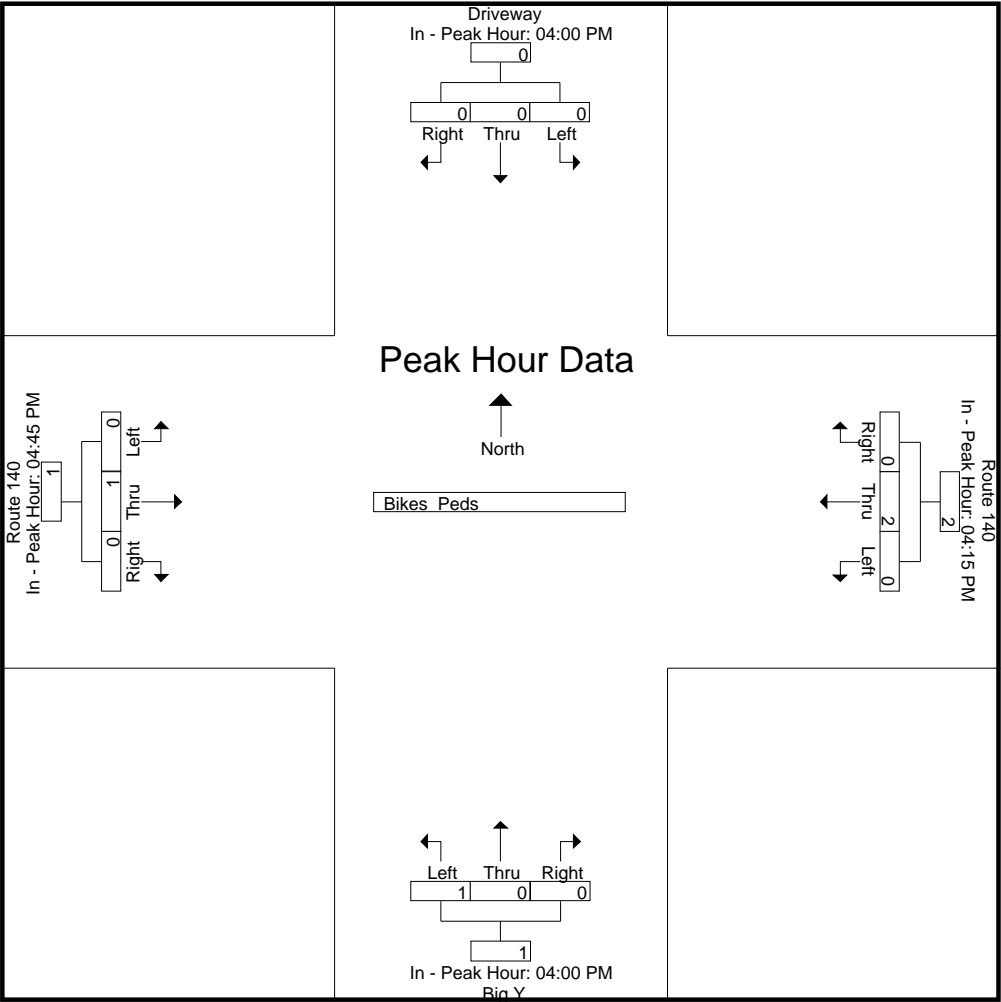 Driveway
In - Peak Hour: 04:00 PM
0
0 0 0
Right Thru Left
Peak Hour Data
North
Bikes Peds
Route 140
In - Peak Hour: 04:45 PM
1
0 1 0
Left Thru Right
Route 140
In - Peak Hour: 04:15 PM
2
0 2 0
Right Thru Left
Left Thru Right
1 0 0
1
In - Peak Hour: 04:00 PM
Big Y